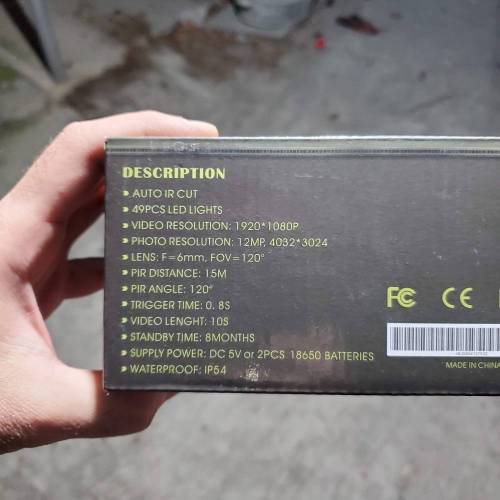 DESCRIPTION
AUTO IR CUT
49PCS LED LIGHTS
VIDEO RESOLUTION: 1920*1080P
PHOTO RESOLUTION: 12MP, 4032*3024
LENS: F=6mm, FOV=120°
PIR DISTANCE: 15M
PIR ANGLE: 120°
TRIGGER TIME: 0. 8S
VIDEO LENGHT: 10S
STANDBY TIME: 8MONTHS
SUPPLY POWER: DC 5V or 2PCS 18650 BATTERIES
WATERPROOF: IP54
FC CE
MADE IN CHINA